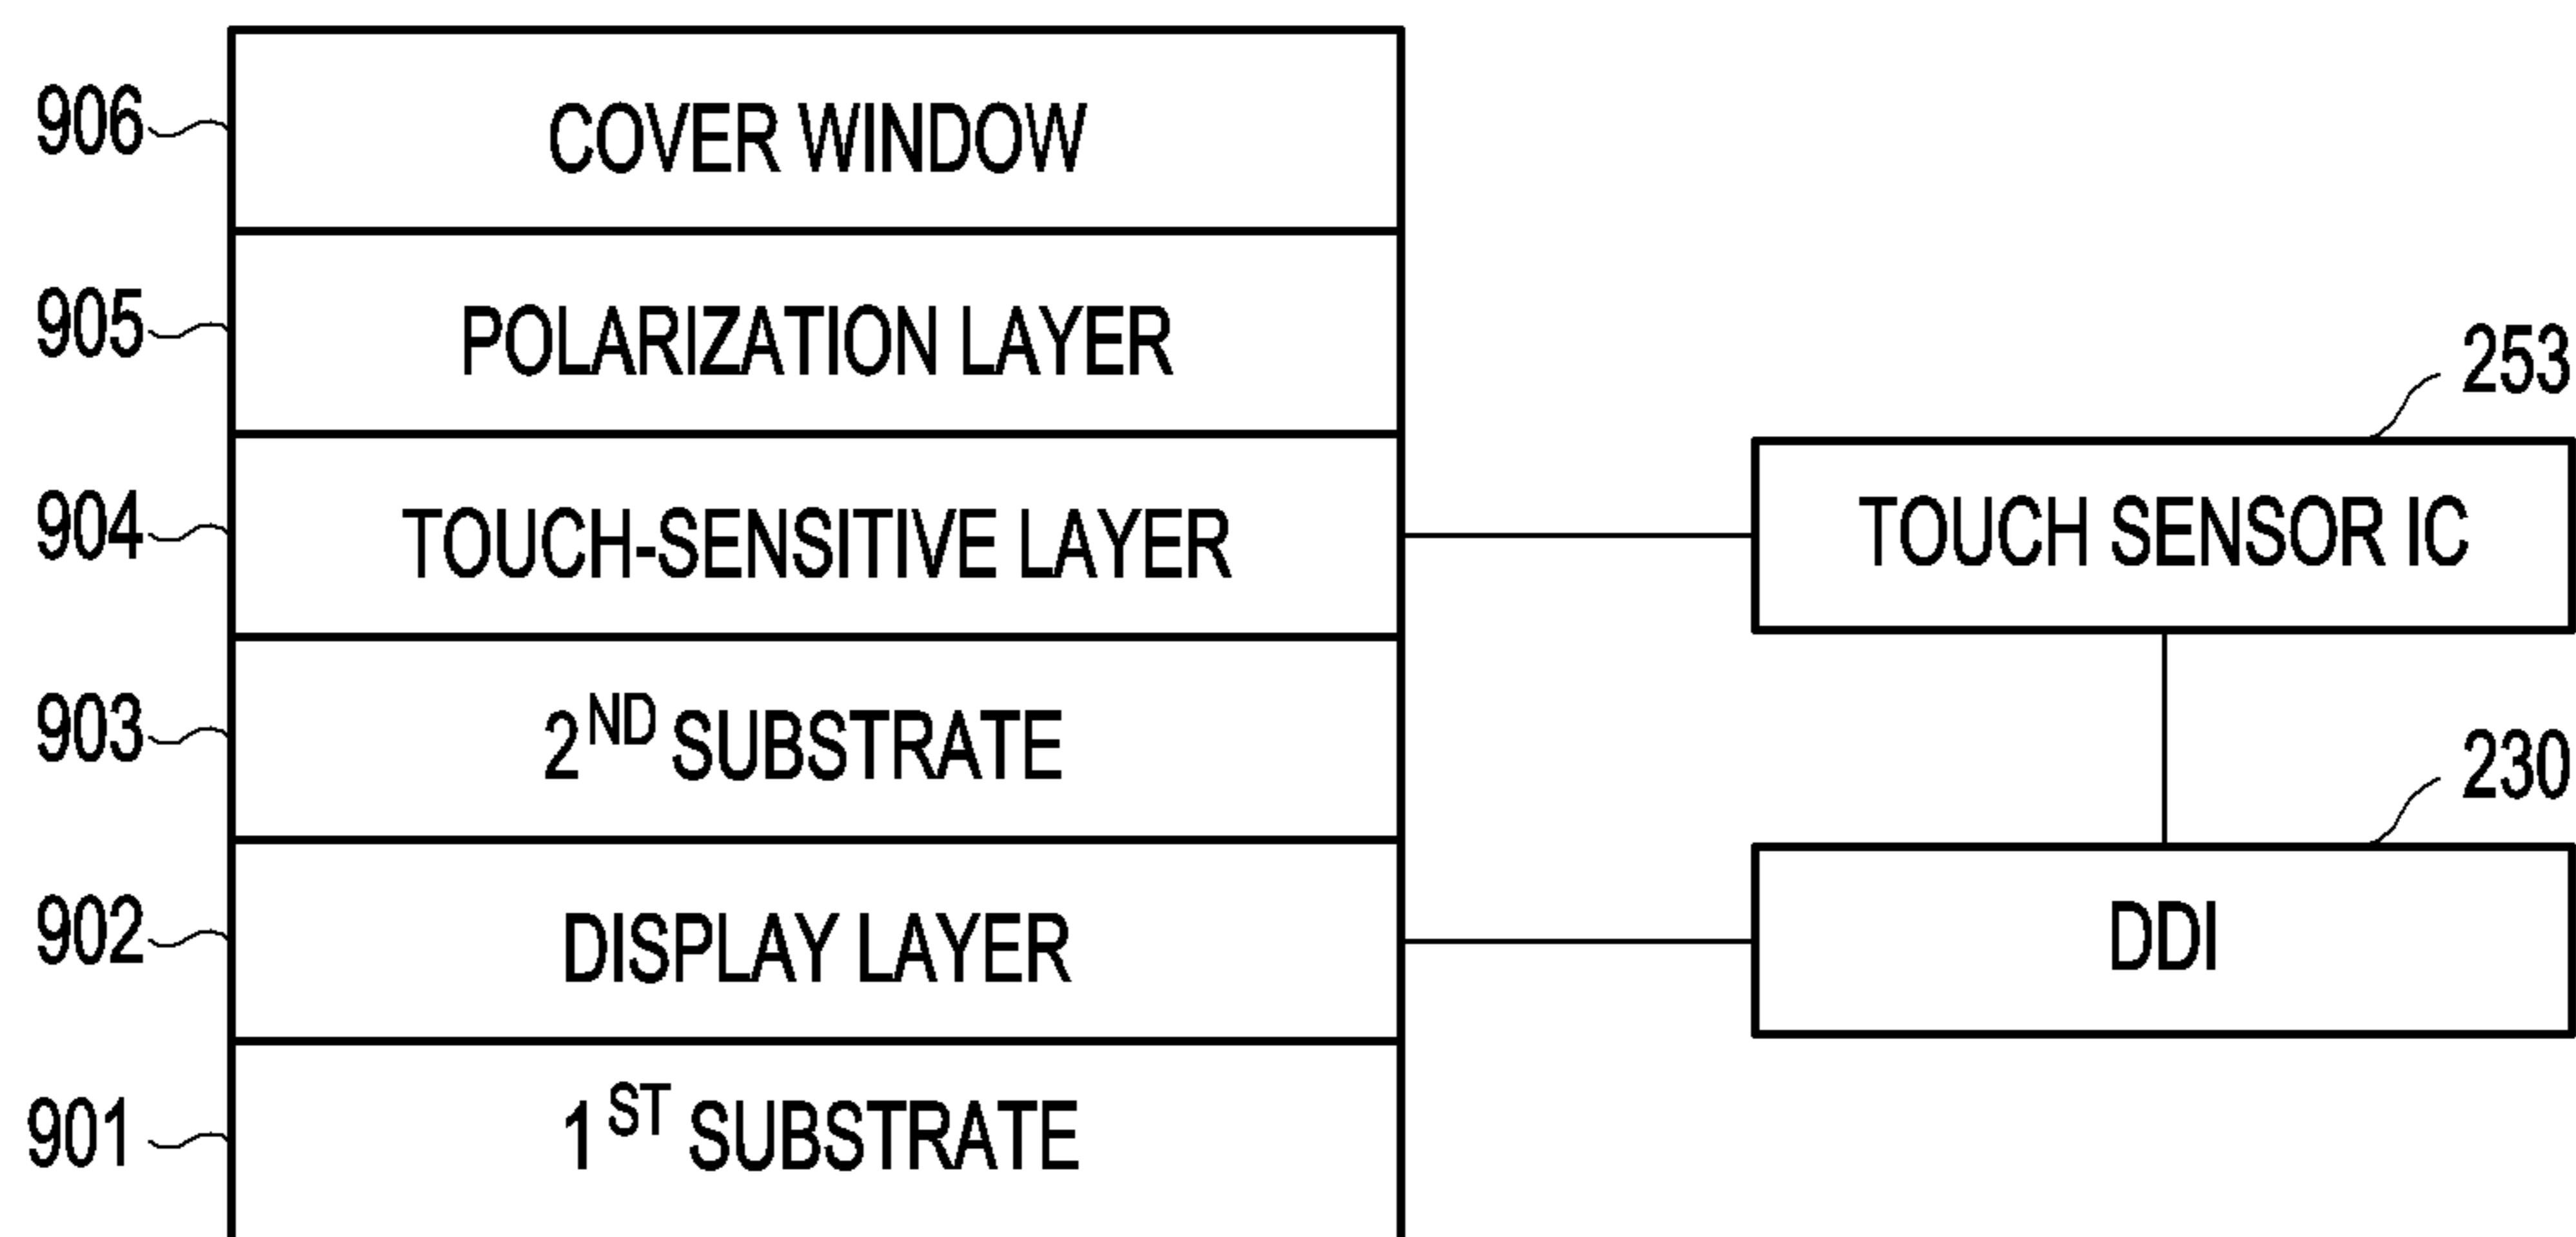 906
COVER WINDOW
905
POLARIZATION LAYER
253
904
TOUCH-SENSITIVE LAYER
TOUCH SENSOR IC
903
2ND SUBSTRATE
230
902
DISPLAY LAYER
DDI
901
1ST SUBSTRATE